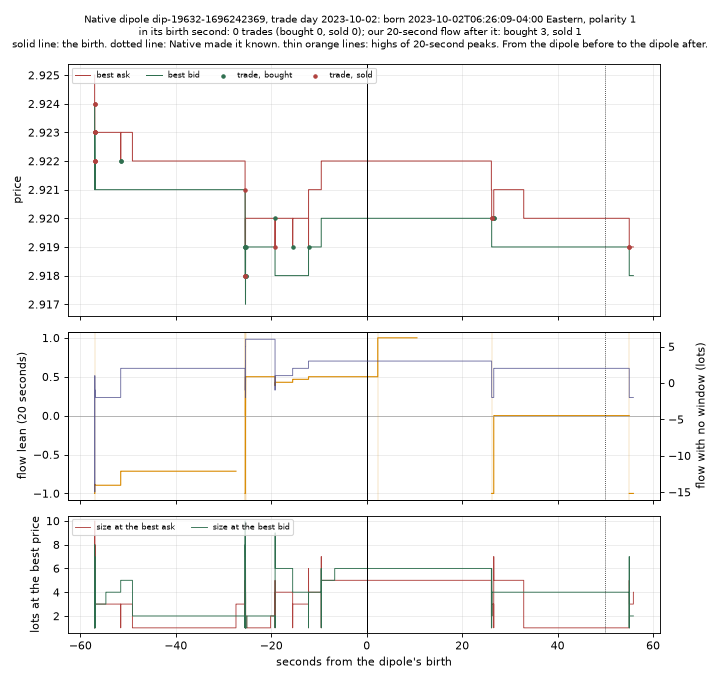 Native dipole dip-19632-1696242369, trade day 2023-10-02: born 2023-10-02T06:26:09-04:00 Eastern, polarity 1
in its birth second: 0 trades (bought 0, sold 0); our 20-second flow after it: bought 3, sold 1
solid line: the birth. dotted line: Native made it known. thin orange lines: highs of 20-second peaks. From the dipole before to the dipole after.
best ask
best bid
trade, bought
trade, sold
2.925
2.924
2.923
2.922
2.921
2.920
2.919
2.918
2.917
price
1.0
0.5
0.0
−0.5
−1.0
flow lean (20 seconds)
5
0
−5
−10
−15
flow with no window (lots)
size at the best ask
size at the best bid
10
8
6
4
2
lots at the best price
−60
−40
−20
0
20
40
60
seconds from the dipole's birth